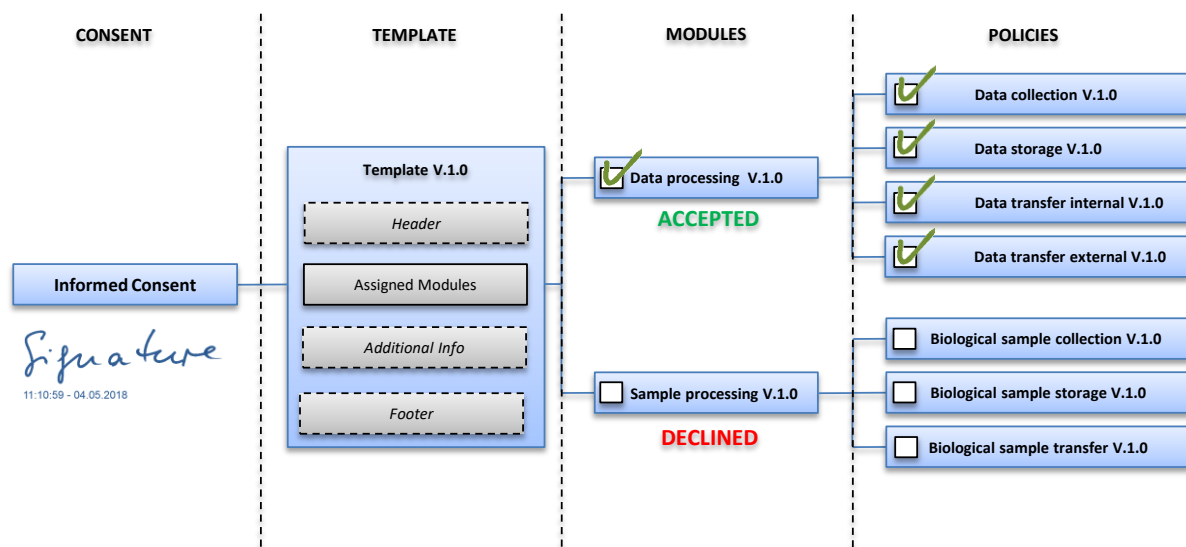 CONSENT
TEMPLATE
MODULES
POLICIES
Informed Consent
Signature
11:10:59 - 04.05.2018
Template V.1.0
Header
Assigned Modules
Additional Info
Footer
Data processing V.1.0
ACCEPTED
Sample processing V.1.0
DECLINED
Data collection V.1.0
Data storage V.1.0
Data transfer internal V.1.0
Data transfer external V.1.0
Biological sample collection V.1.0
Biological sample storage V.1.0
Biological sample transfer V.1.0